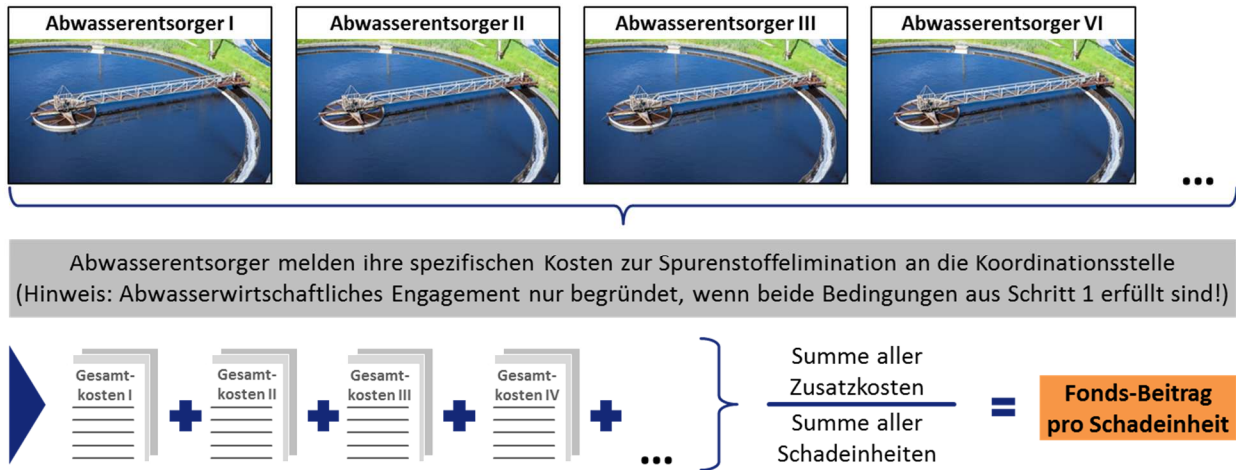 Abwasserentsorger I
Abwasserentsorger II
Abwasserentsorger III
Abwasserentsorger VI
...
Abwasserentsorger melden ihre spezifischen Kosten zur Spurenstoffelimination an die Koordinationsstelle
(Hinweis: Abwasserwirtschaftliches Engagement nur begründet, wenn beide Bedingungen aus Schritt 1 erfüllt sind!)
Gesamt-
kosten I
+
Gesamt-
kosten II
+
Gesamt-
kosten III
+
Gesamt-
kosten IV
+
...
Summe aller
Zusatzkosten
Summe aller
Schadeinheiten
=
Fonds-Beitrag
pro Schadeinheit